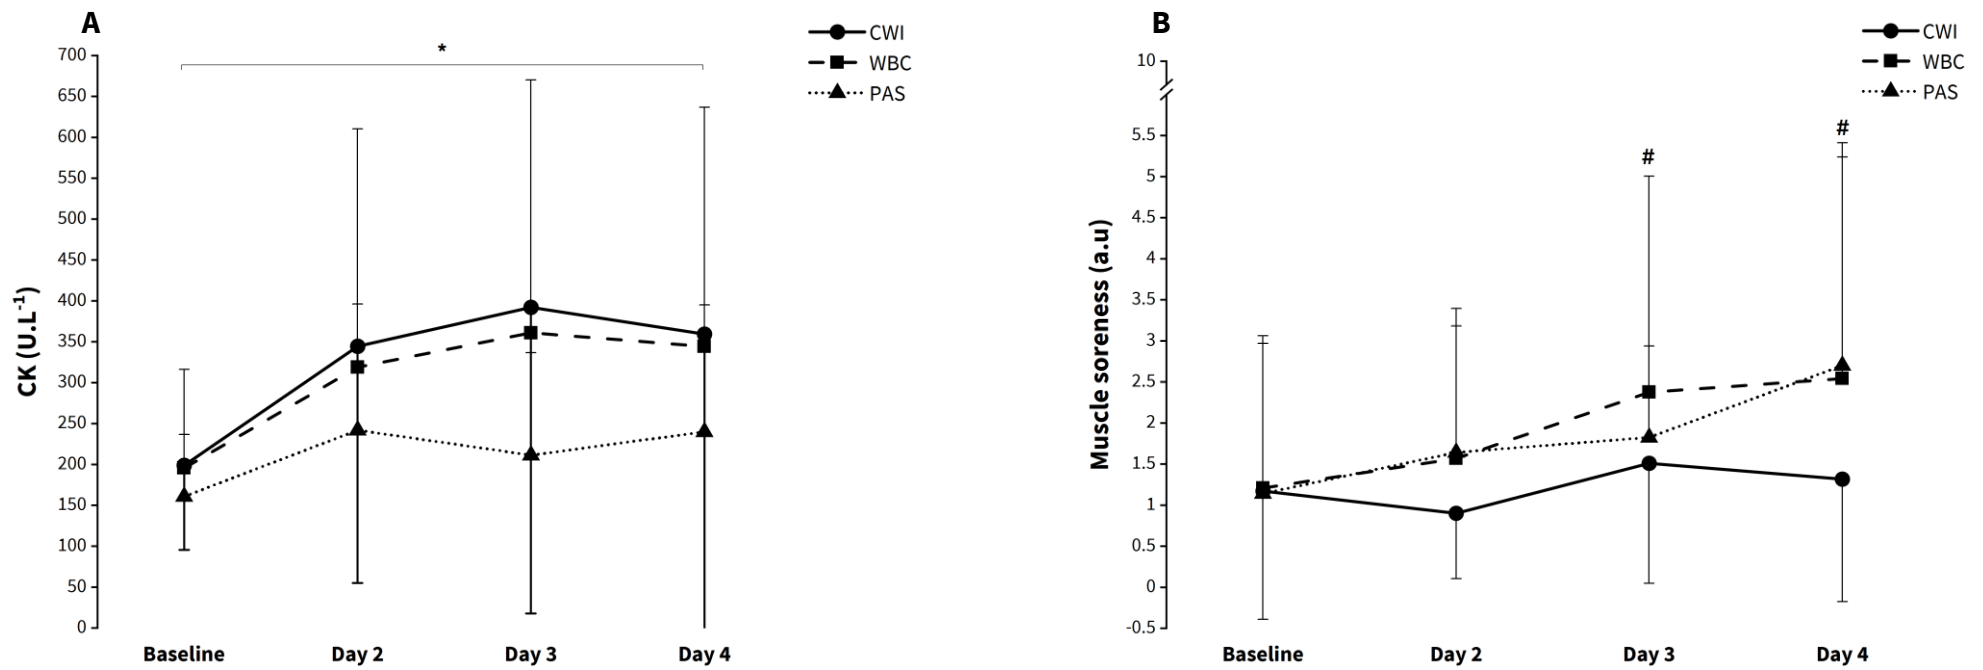 A
*
CWI
WBC
PAS
700
650
600
550
500
450
400
350
300
250
200
150
100
50
0
CK (U.L⁻¹)
Baseline Day 2 Day 3 Day 4
B
CWI
WBC
PAS
10
5.5
5
4.5
4
3.5
3
2.5
2
1.5
1
0.5
0
-0.5
Muscle soreness (a.u)
#
#
Baseline Day 2 Day 3 Day 4